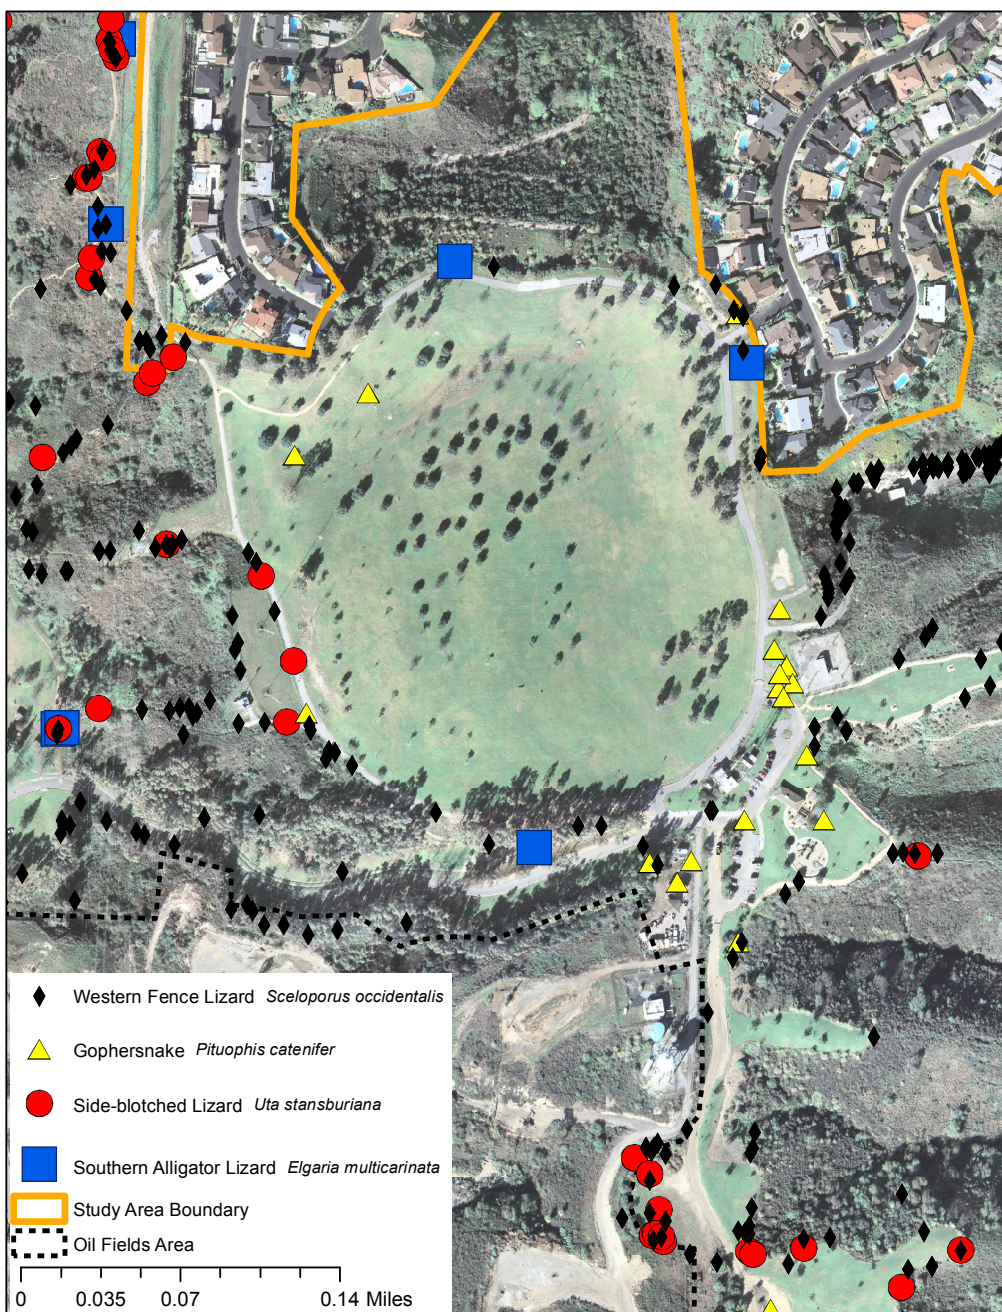 Western Fence Lizard Sceloporus occidentalis
Gophersnake Pituophis catenifer
Side-blotched Lizard Uta stansburiana
Southern Alligator Lizard Elgaria multicarinata
Study Area Boundary
Oil Fields Area
0 0.035 0.07 0.14 Miles